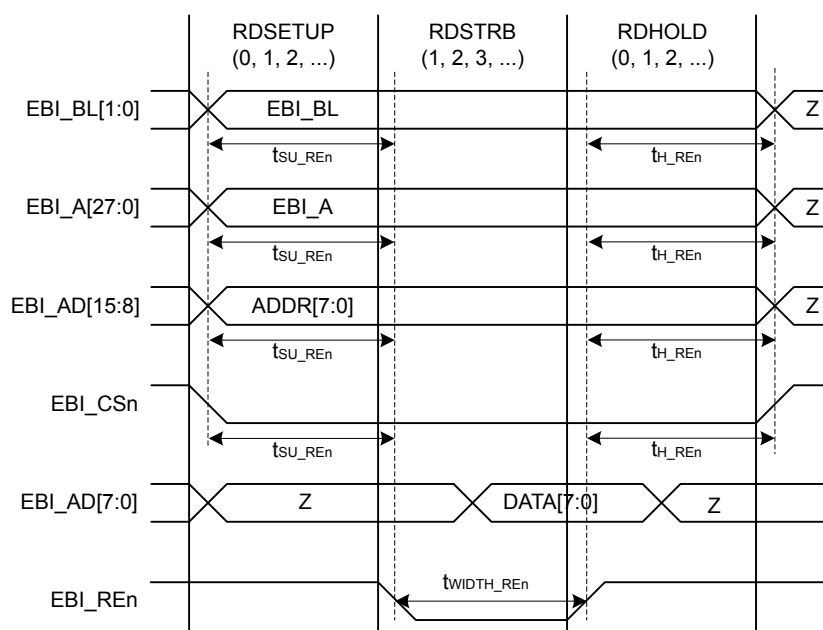 RDSETUP
(0, 1, 2, ...)
RDSTRB
(1, 2, 3, ...)
RDHOLD
(0, 1, 2, ...)
EBI_BL[1:0]
EBI_BL
Z
tSU_REn
tH_REn
EBI_A[27:0]
EBI_A
Z
tSU_REn
tH_REn
EBI_AD[15:8]
ADDR[7:0]
Z
tSU_REn
tH_REn
EBI_CSn
tSU_REn
tH_REn
EBI_AD[7:0]
Z
DATA[7:0]
Z
tWIDTH_REn
EBI_REn